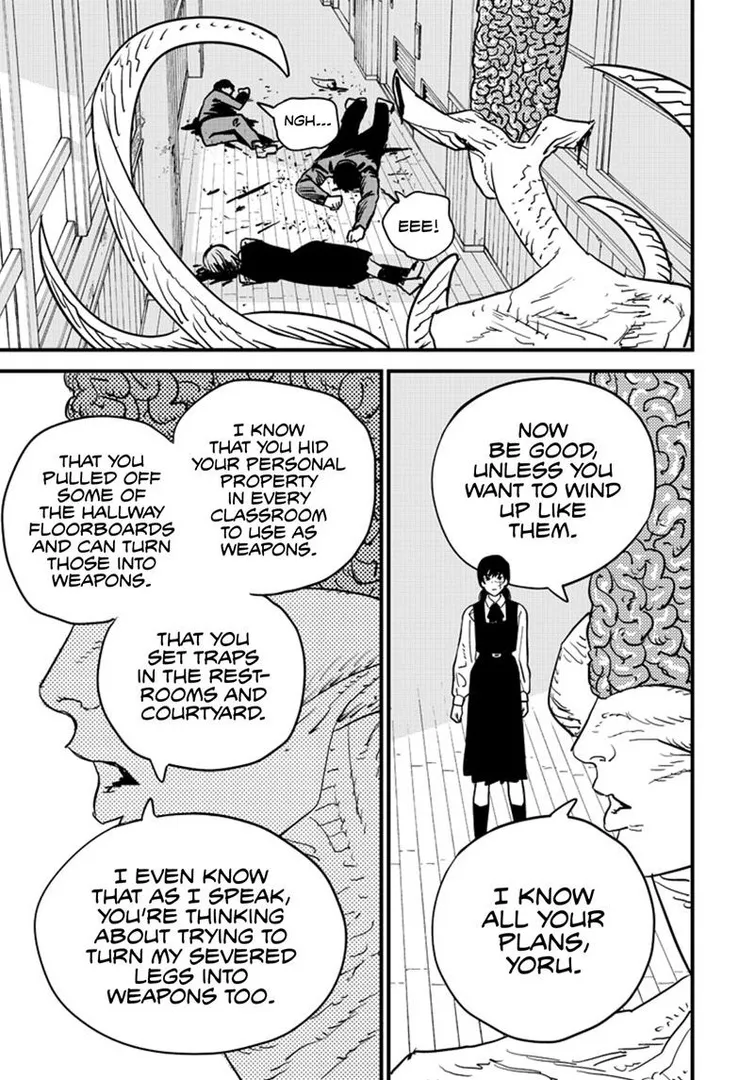 NGH...
EEE!
NOW
BE GOOD,
UNLESS YOU
WANT TO WIND
UP LIKE
THEM.
I KNOW
ALL YOUR
PLANS,
YORU.
I KNOW
THAT YOU HID
YOUR PERSONAL
PROPERTY
IN EVERY
CLASSROOM
TO USE AS
WEAPONS.
THAT YOU
PULLED OFF
SOME OF
THE HALLWAY
FLOORBOARDS
AND CAN TURN
THOSE INTO
WEAPONS.
THAT YOU
SET TRAPS
IN THE REST-
ROOMS AND
COURTYARD.
I EVEN KNOW
THAT AS I SPEAK,
YOU'RE THINKING
ABOUT TRYING TO
TURN MY SEVERED
LEGS INTO
WEAPONS TOO.